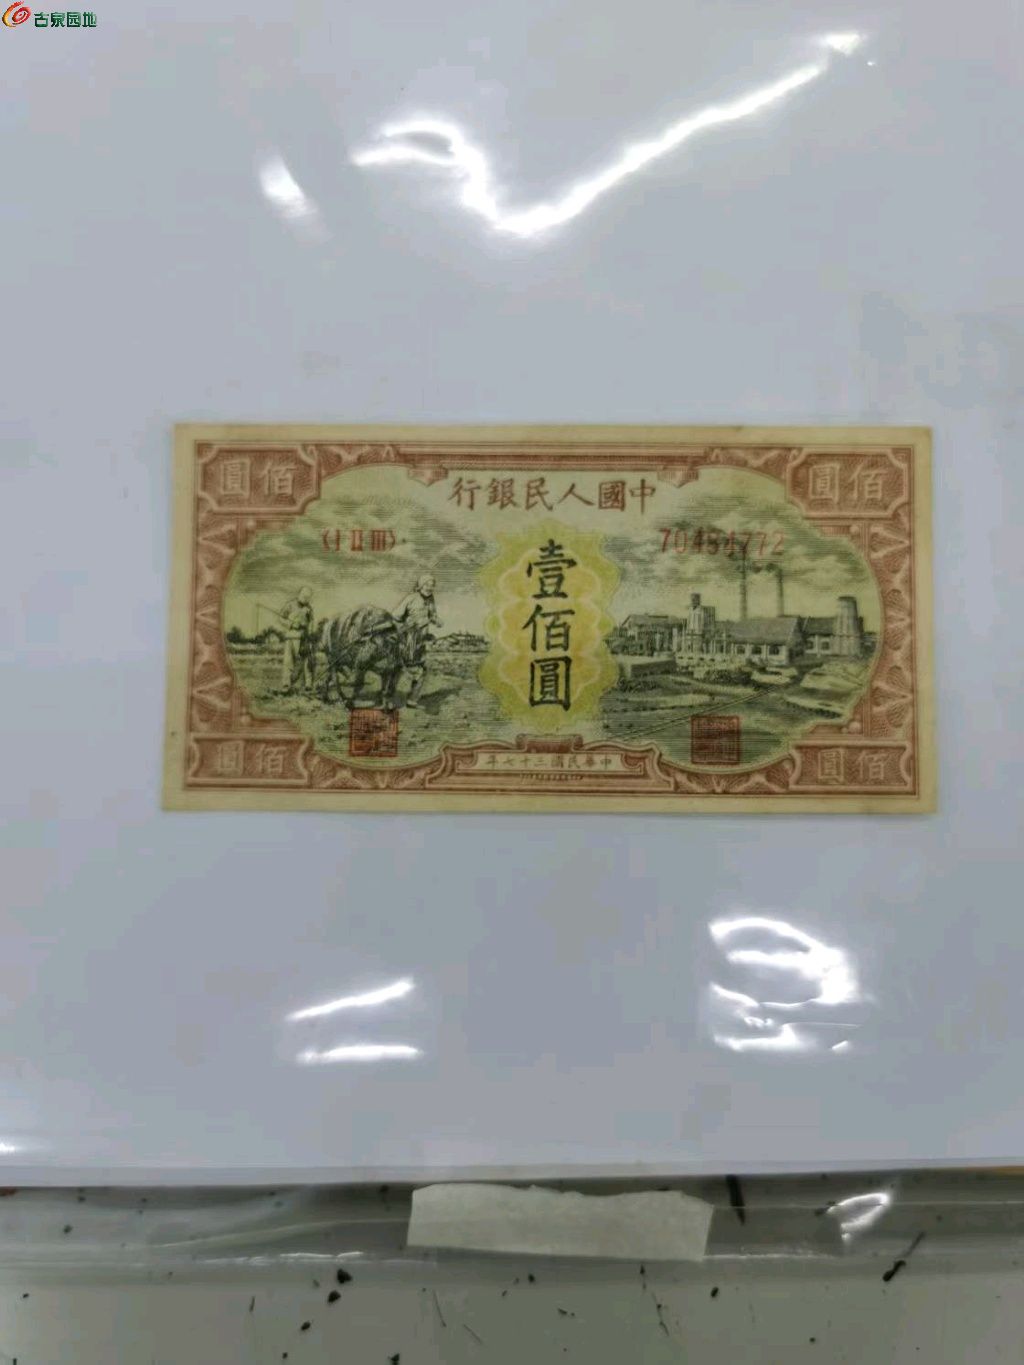 古泉园地
圓佰
圓佰
行銀民人國中
〈I II III〉
70454772
壹
佰
圓
圓佰
年七十三國民華中
圓佰